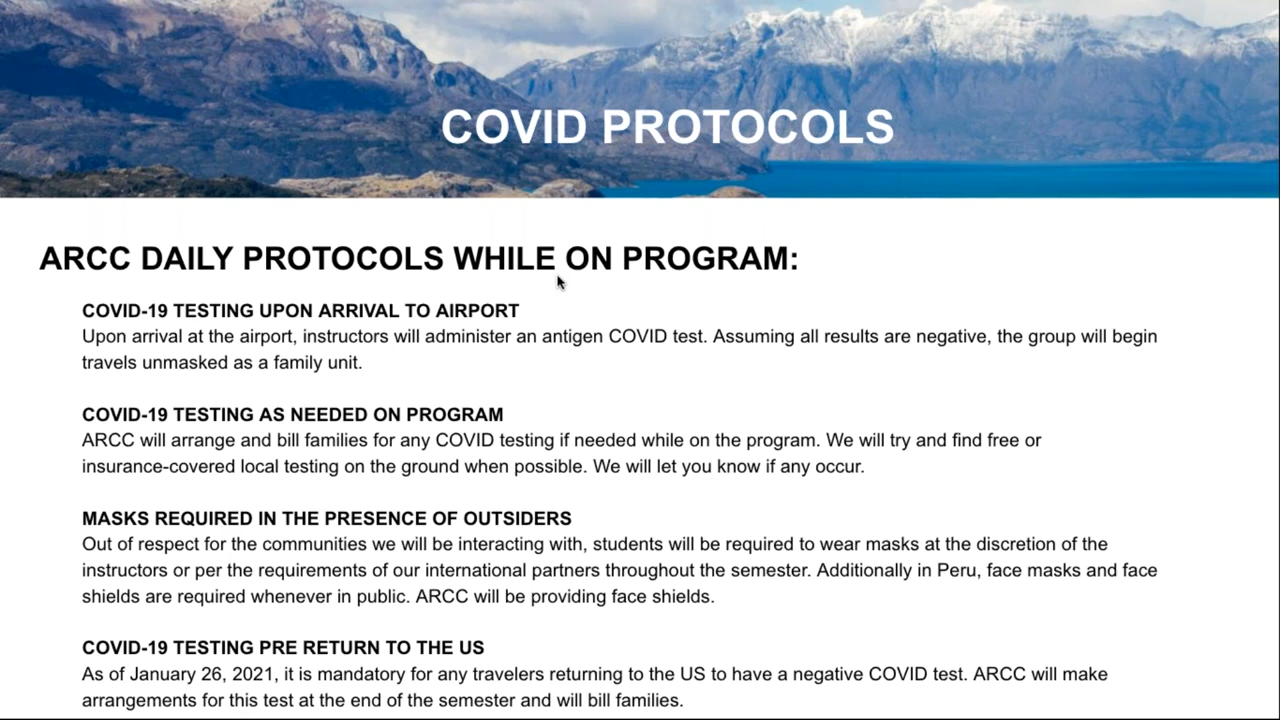 COVID PROTOCOLS
ARCC DAILY PROTOCOLS WHILE ON PROGRAM:
COVID-19 TESTING UPON ARRIVAL TO AIRPORT
Upon arrival at the airport, instructors will administer an antigen COVID test. Assuming all results are negative, the group will begin
travels unmasked as a family unit.
COVID-19 TESTING AS NEEDED ON PROGRAM
ARCC will arrange and bill families for any COVID testing if needed while on the program. We will try and find free or
insurance-covered local testing on the ground when possible. We will let you know if any occur.
MASKS REQUIRED IN THE PRESENCE OF OUTSIDERS
Out of respect for the communities we will be interacting with, students will be required to wear masks at the discretion of the
instructors or per the requirements of our international partners throughout the semester. Additionally in Peru, face masks and face
shields are required whenever in public. ARCC will be providing face shields.
COVID-19 TESTING PRE RETURN TO THE US
As of January 26, 2021, it is mandatory for any travelers returning to the US to have a negative COVID test. ARCC will make
arrangements for this test at the end of the semester and will bill families.